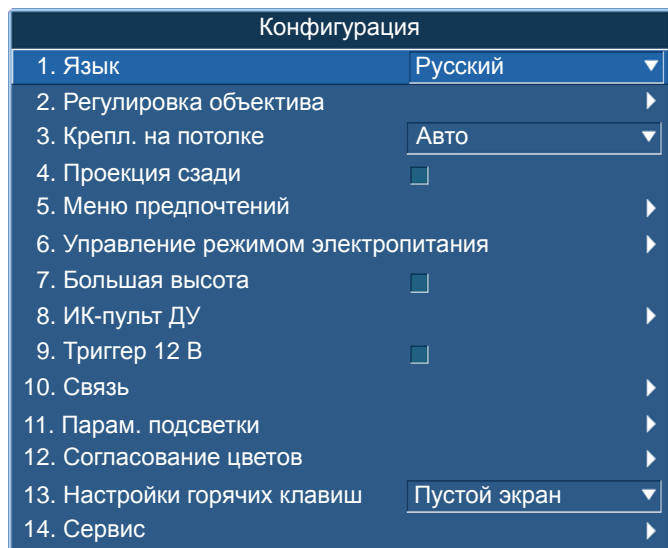 Конфигурация
1. Язык Русский
2. Регулировка объектива
3. Крепл. на потолке Авто
4. Проекция сзади
5. Меню предпочтений
6. Управление режимом электропитания
7. Большая высота
8. ИК-пульт ДУ
9. Триггер 12 В
10. Связь
11. Парам. подсветки
12. Согласование цветов
13. Настройки горячих клавиш Пустой экран
14. Сервис